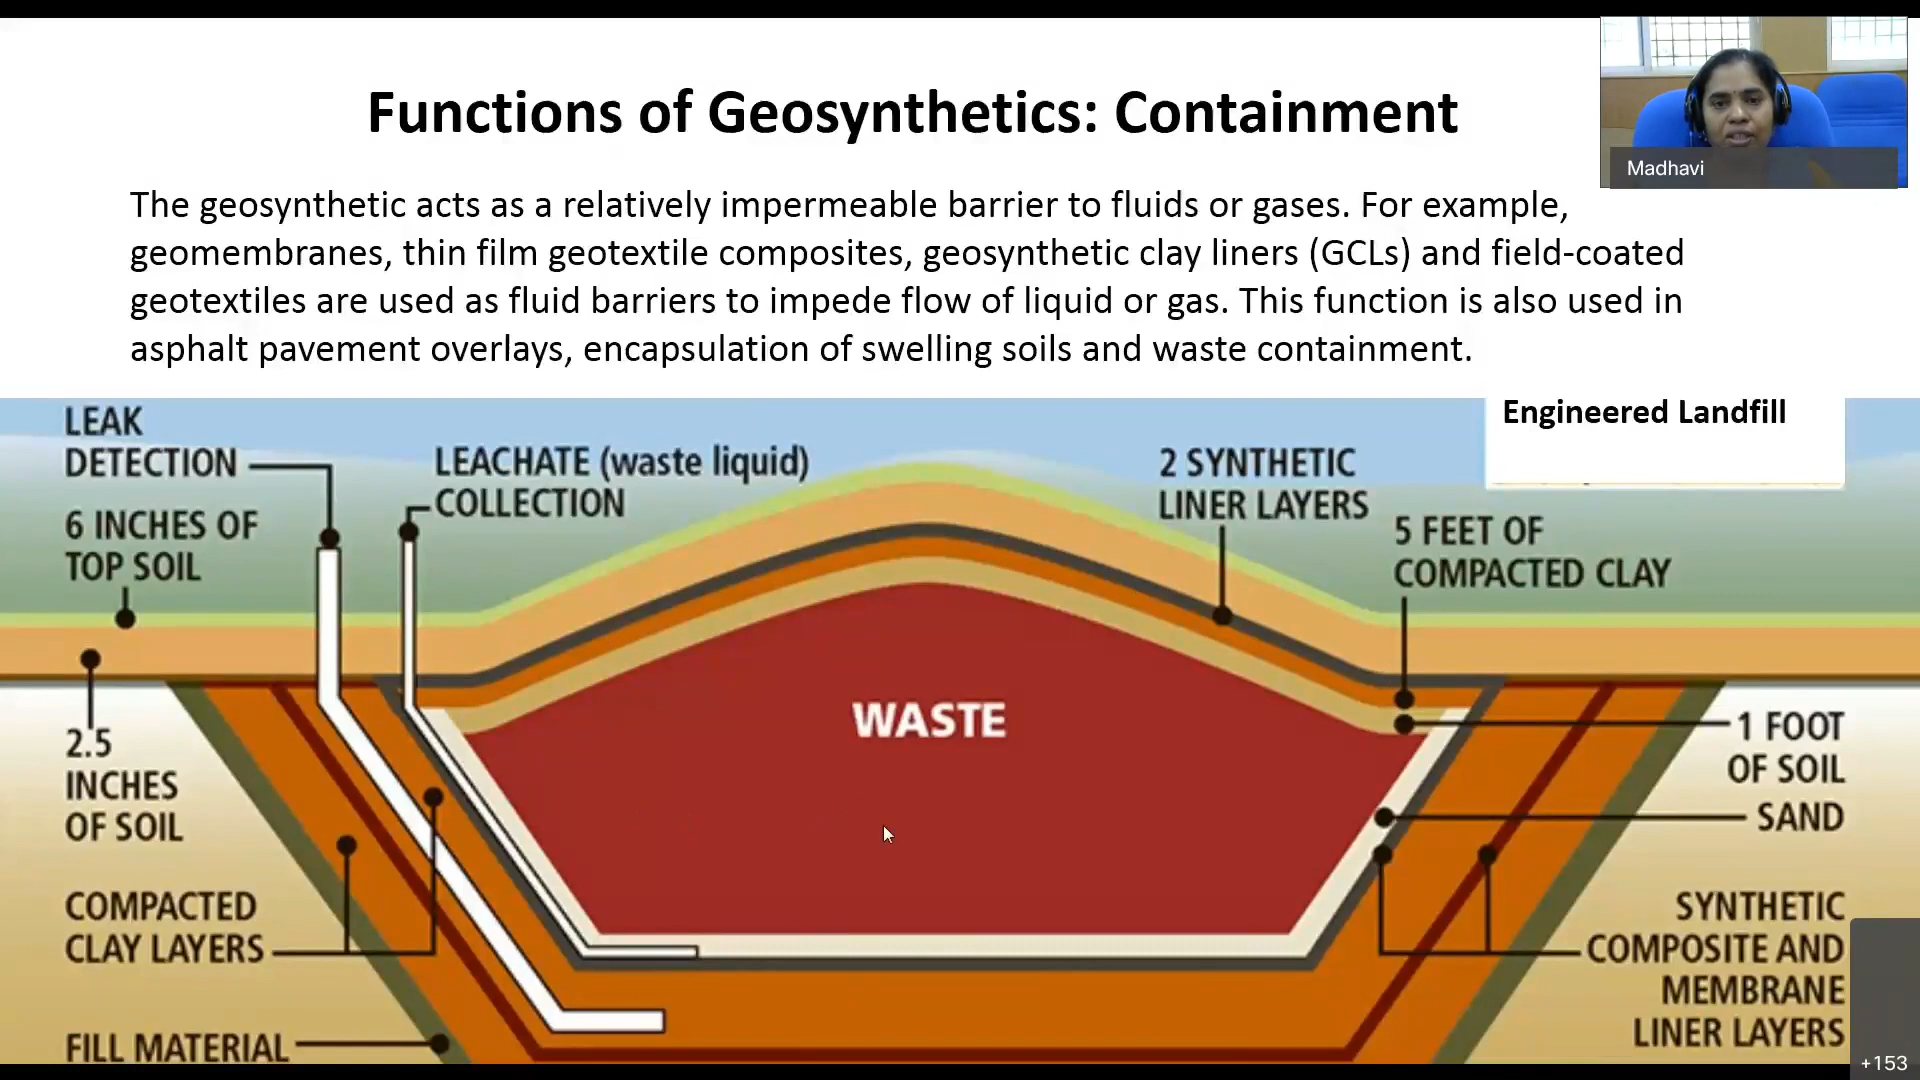 Functions of Geosynthetics: Containment
Madhavi
The geosynthetic acts as a relatively impermeable barrier to fluids or gases. For example,
geomembranes, thin film geotextile composites, geosynthetic clay liners (GCLs) and field-coated
geotextiles are used as fluid barriers to impede flow of liquid or gas. This function is also used in
asphalt pavement overlays, encapsulation of swelling soils and waste containment.
Engineered Landfill
LEAK
DETECTION
LEACHATE (waste liquid)
COLLECTION
2 SYNTHETIC
LINER LAYERS
6 INCHES OF
TOP SOIL
5 FEET OF
COMPACTED CLAY
WASTE
2.5
INCHES
OF SOIL
1 FOOT
OF SOIL
SAND
COMPACTED
CLAY LAYERS
SYNTHETIC
COMPOSITE AND
MEMBRANE
LINER LAYERS
FILL MATERIAL
+153